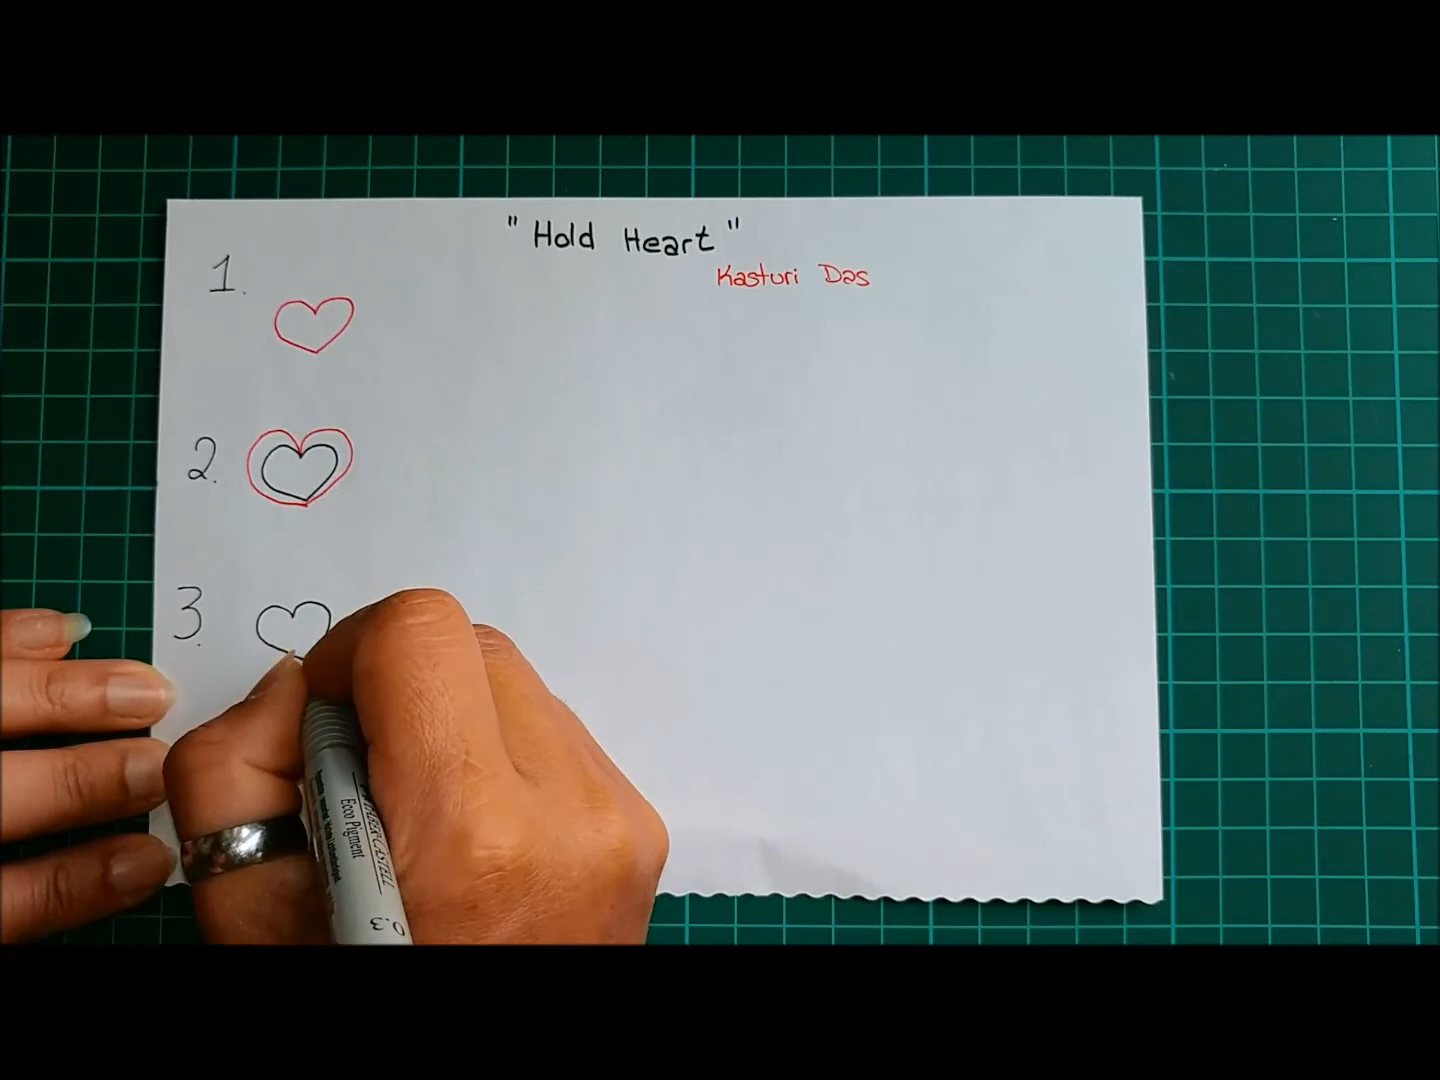 "Hold Heart"
Kasturi Das
1.
2.
3.
FABER-CASTELL
Ecco Pigment
0.3